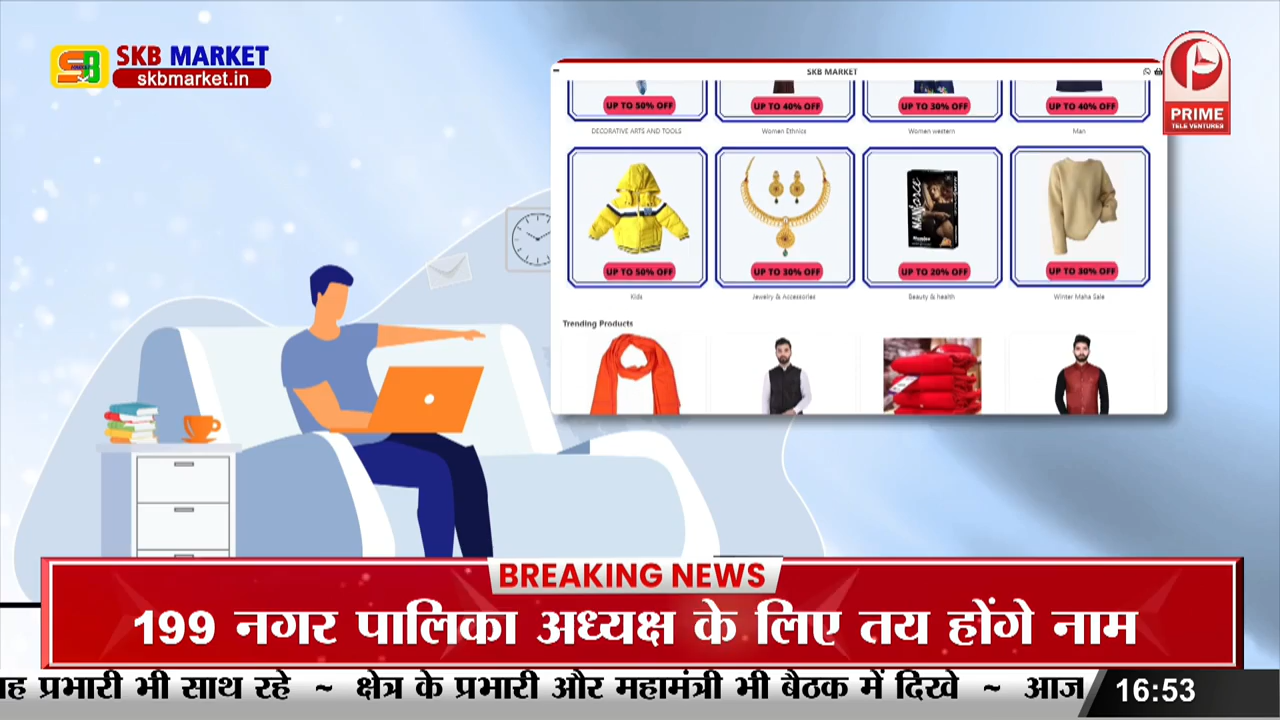 SKB MARKET
skbmarket.in
PRIME
TELE VENTURES
SKB MARKET
UP TO 50% OFF
UP TO 40% OFF
UP TO 30% OFF
UP TO 40% OFF
DECORATIVE ARTS AND TOOLS
Women Ethnics
Women western
Man
MANFORCE
UP TO 50% OFF
UP TO 30% OFF
UP TO 20% OFF
UP TO 30% OFF
Kids
Jewelry & Accessories
Beauty & health
Winter Maha Sale
Trending Products
BREAKING NEWS
199 नगर पालिका अध्यक्ष के लिए तय होंगे नाम
ह प्रभारी भी साथ रहे ~ क्षेत्र के प्रभारी और महामंत्री भी बैठक में दिखे ~ आज
16:53